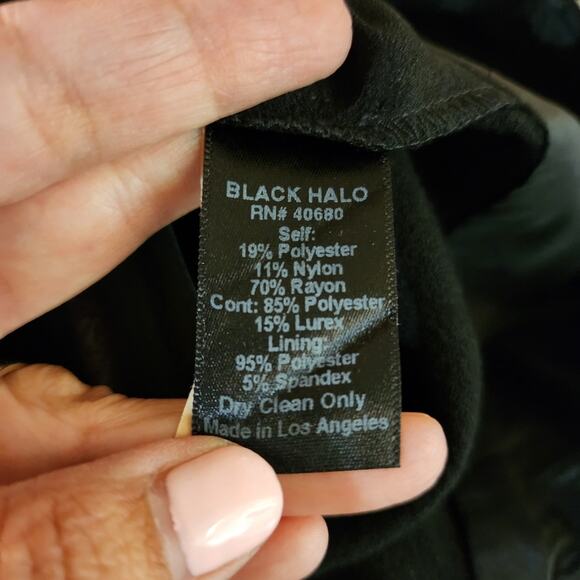 BLACK HALO
RN# 40680
Self:
19% Polyester
11% Nylon
70% Rayon
Cont: 85% Polyester
15% Lurex
Lining:
95% Polyester
5% Spandex
Dry Clean Only
Made in Los Angeles